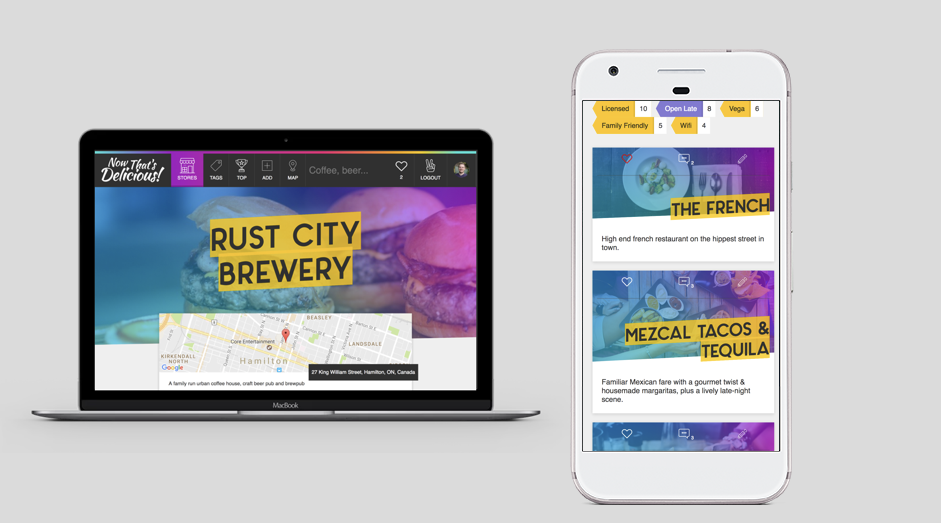 Now That's
Delicious!
STORES
TAGS
TOP
ADD
MAP
Coffee, beer...
2
LOGOUT
RUST CITY
BREWERY
BEASLEY
Core Entertainment
LANDSDALE
KIRKENDALL
NORTH
Hamilton
Google
27 King William Street, Hamilton, ON, Canada
A family run urban coffee house, craft beer pub and brewpub
MacBook
Licensed 10
Open Late 8
Vega 6
Family Friendly 5
Wifi 4
2
THE FRENCH
High end french restaurant on the hippest street in
town.
3
MEZCAL TACOS &
TEQUILA
Familiar Mexican fare with a gourmet twist &
housemade margaritas, plus a lively late-night
scene.
3